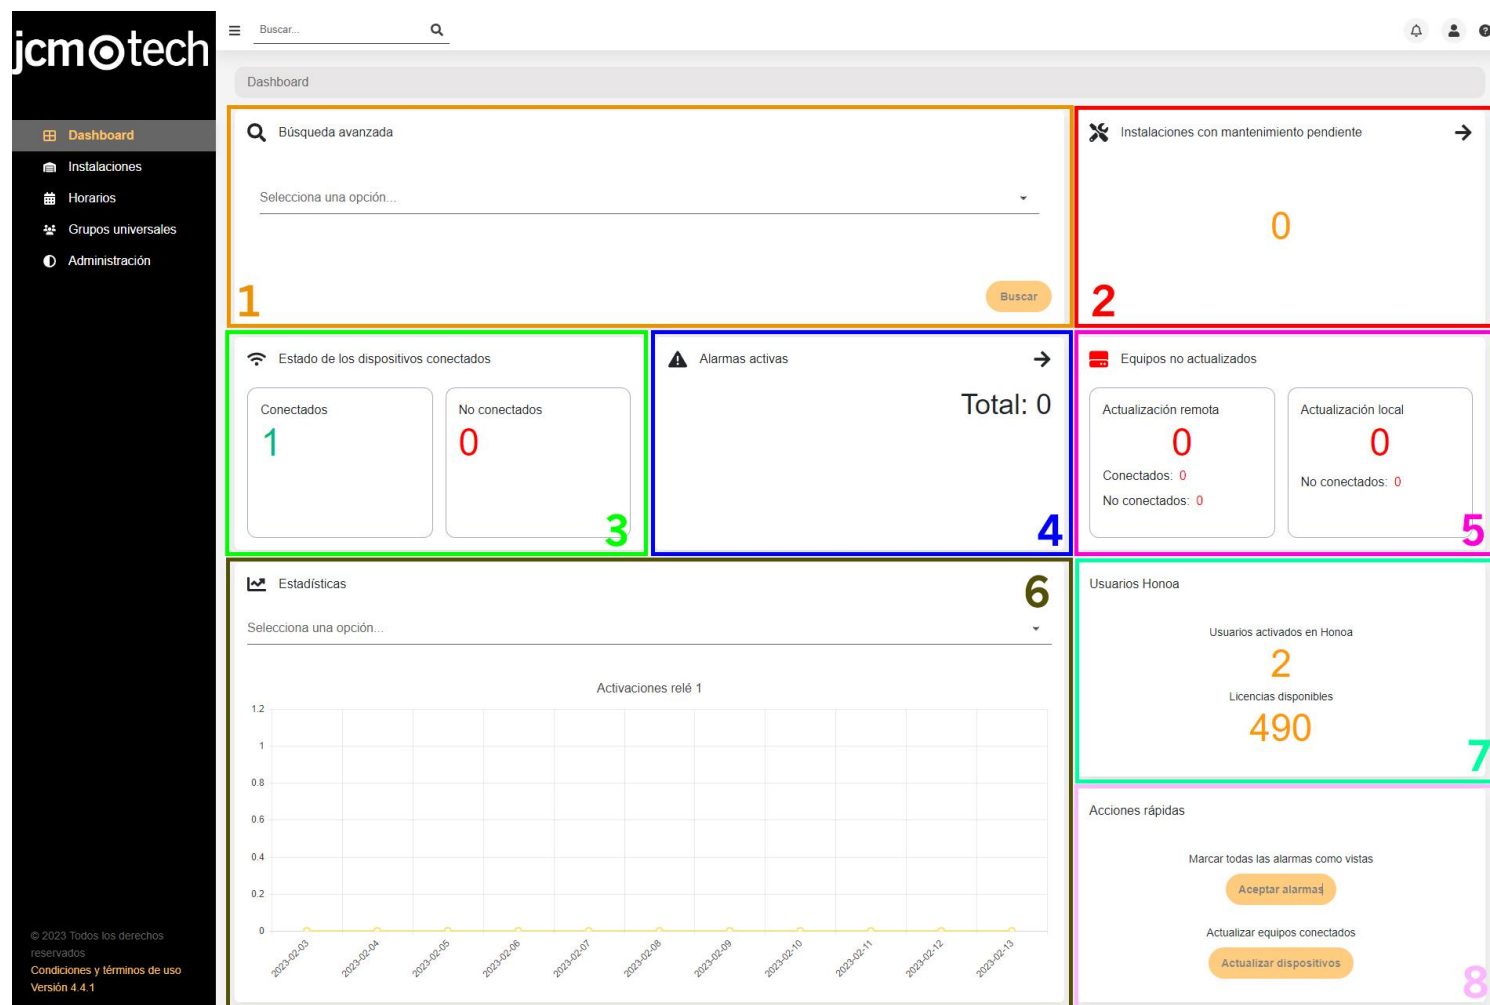 jcmtech
Buscar...
Dashboard
Dashboard
Instalaciones
Horarios
Grupos universales
Administración
Búsqueda avanzada
Selecciona una opción...
Buscar
1
Instalaciones con mantenimiento pendiente
0
2
Estado de los dispositivos conectados
Conectados
1
No conectados
0
3
Alarmas activas
Total: 0
4
Equipos no actualizados
Actualización remota
0
Conectados: 0
No conectados: 0
Actualización local
0
No conectados: 0
5
Estadísticas
6
Selecciona una opción...
Activaciones relé 1
1.2
1
0.8
0.6
0.4
0.2
0
2023-02-03
2023-02-04
2023-02-05
2023-02-06
2023-02-07
2023-02-08
2023-02-09
2023-02-10
2023-02-11
2023-02-12
2023-02-13
Usuarios Honoa
Usuarios activados en Honoa
2
Licencias disponibles
490
7
Acciones rápidas
Marcar todas las alarmas como vistas
Aceptar alarmas
Actualizar equipos conectados
Actualizar dispositivos
8
© 2023 Todos los derechos
reservados
Condiciones y términos de uso
Versión 4.4.1